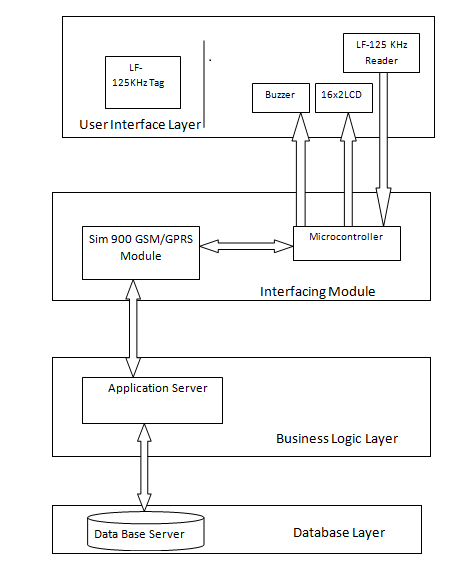 LF-125 KHz
Reader
LF-
125KHz Tag
Buzzer
16x2LCD
User Interface Layer
Sim 900 GSM/GPRS
Module
Microcontroller
Interfacing Module
Application Server
Business Logic Layer
Data Base Server
Database Layer